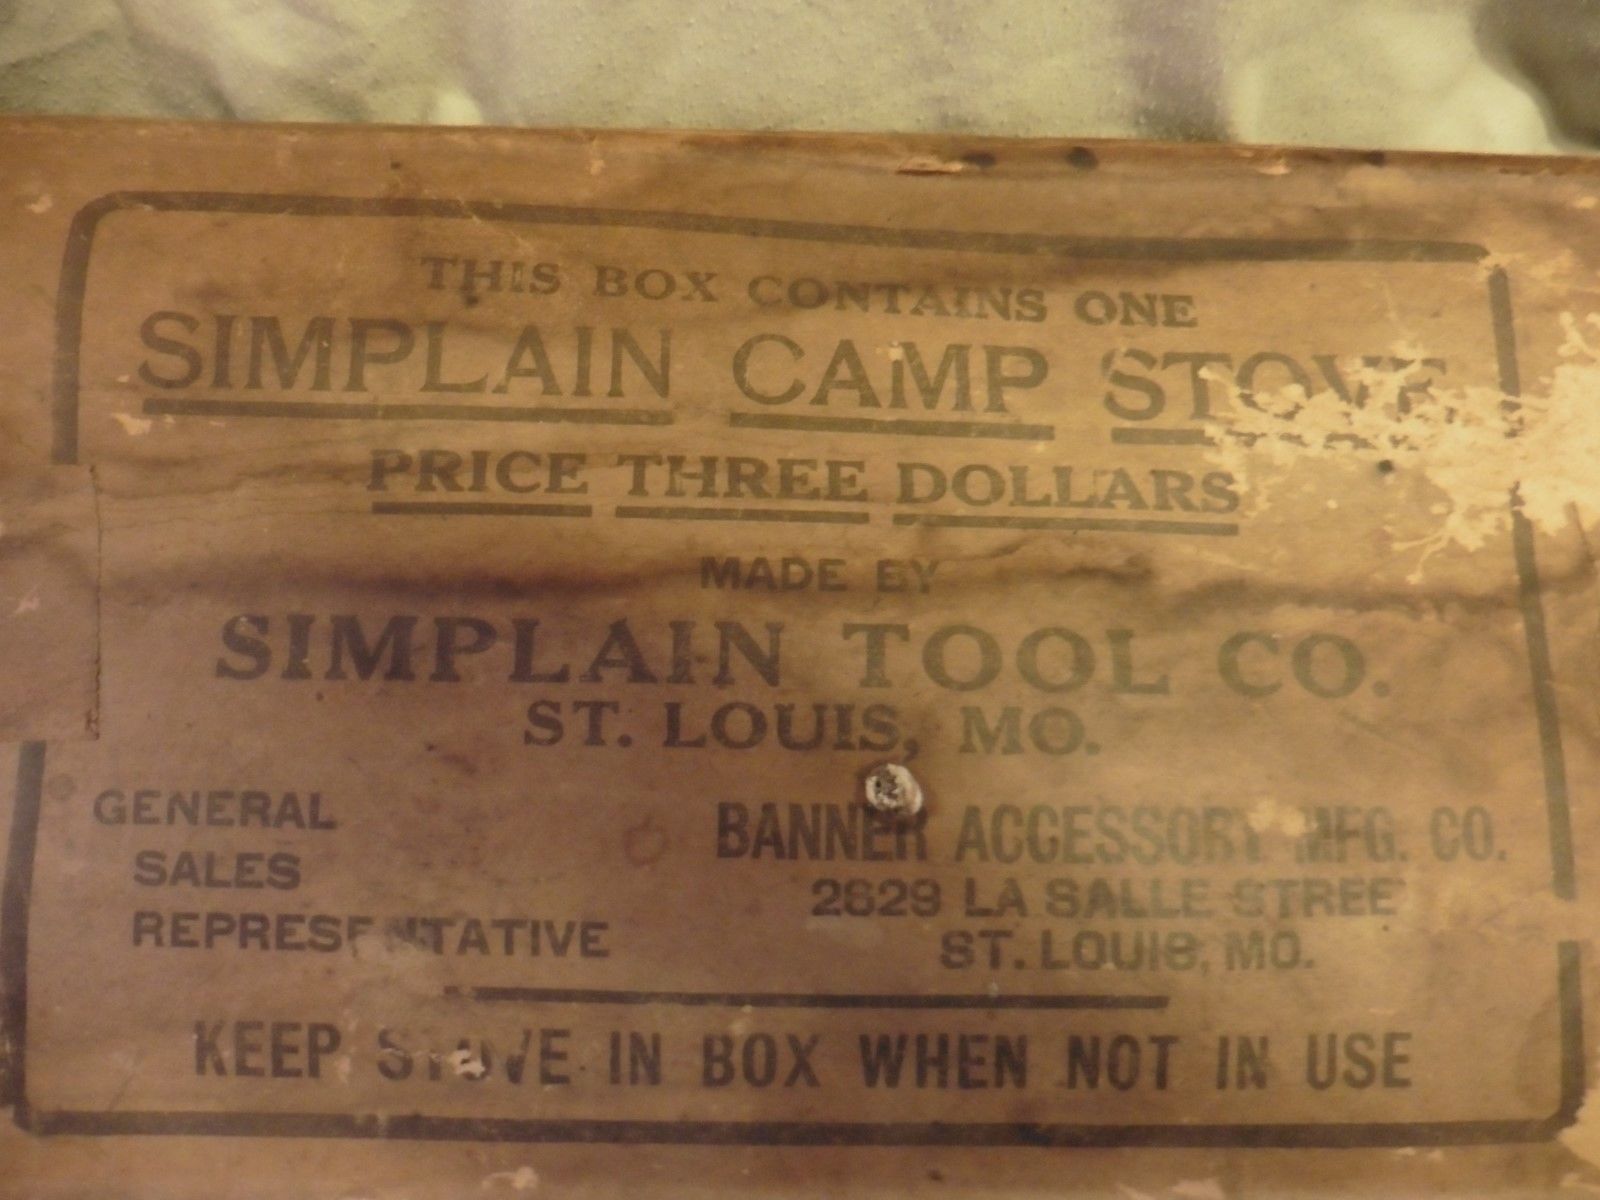 THIS BOX CONTAINS ONE
SIMPLAIN CAMP STOVE
PRICE THREE DOLLARS
MADE BY
SIMPLAIN TOOL CO.
ST. LOUIS, MO.
GENERAL
SALES
REPRESENTATIVE
BANNER ACCESSORY MFG. CO.
2629 LA SALLE STREE
ST. LOUIS, MO.
KEEP STOVE IN BOX WHEN NOT IN USE